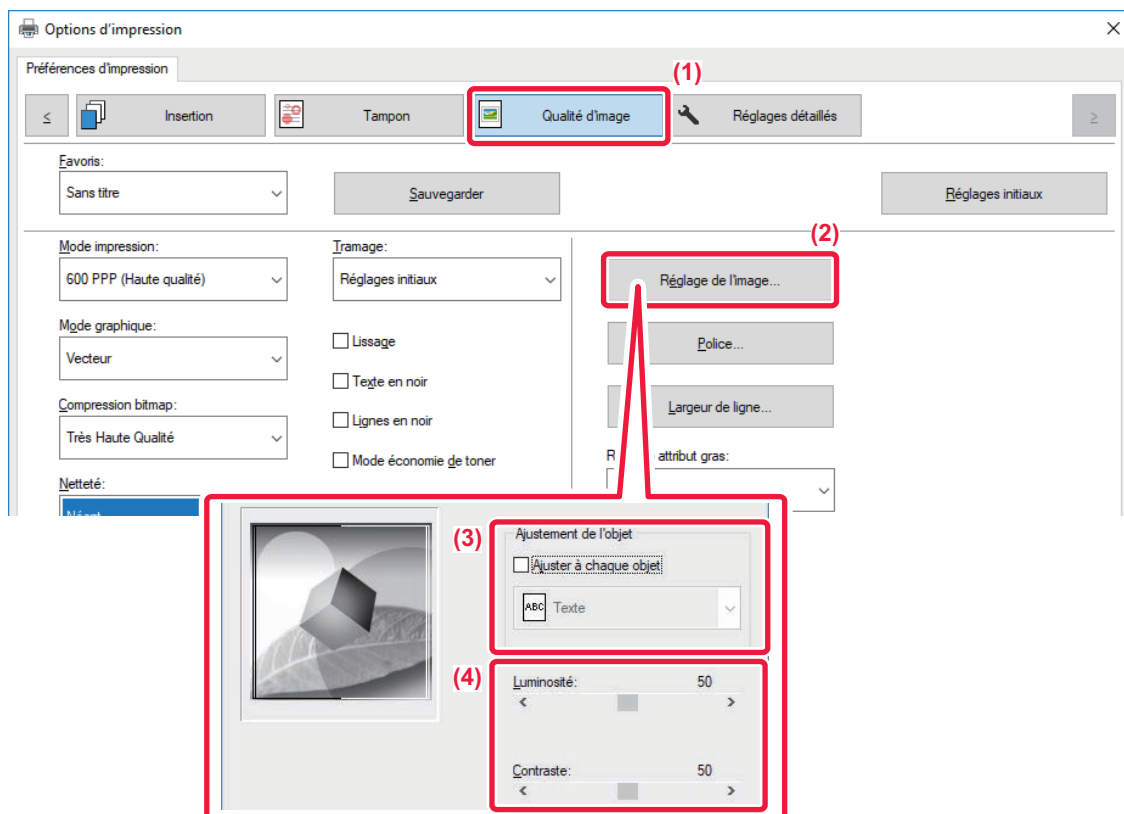 Options d'impression
Préférences d'impression
(1)
<
Insertion
Tampon
Qualité d'image
Réglages détaillés
>
Favoris:
Sans titre
Sauvegarder
Réglages initiaux
(2)
Mode impression:
600 PPP (Haute qualité)
Tramage:
Réglages initiaux
Réglage de l'image...
Mode graphique:
Vecteur
Lissage
Police...
Texte en noir
Compression bitmap:
Très Haute Qualité
Lignes en noir
Largeur de ligne...
Mode économie de toner
attribut gras:
Netteté:
Néant
(3)
Ajustement de l'objet
Ajuster à chaque objet
ABC Texte
(4)
Luminosité: 50
< >
Contraste: 50
< >